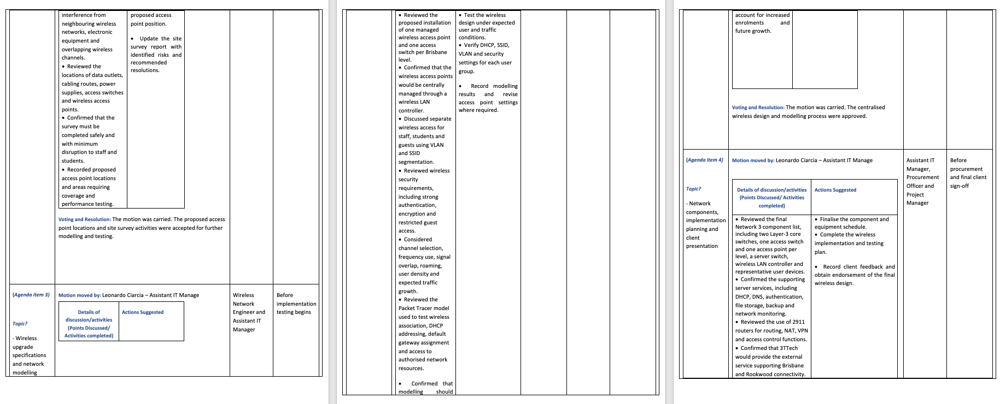 interference from
neighbouring wireless
networks, electronic
equipment and
overlapping wireless
channels.
• Reviewed the
locations of data outlets,
cabling routes, power
supplies, access switches
and wireless access
points.
• Confirmed that the
survey must be
completed safely and
with minimum
disruption to staff and
students.
• Recorded proposed
access point locations
and areas requiring
coverage and
performance testing.
proposed access
point position.
• Update the site
survey report with
identified risks and
recommended
resolutions.
Voting and Resolution: The motion was carried. The proposed access
point locations and site survey activities were accepted for further
modelling and testing.
(Agenda item 3)
Topic?
- Wireless
upgrade
specifications
and network
modelling
Motion moved by: Leonardo Ciarcia – Assistant IT Manage
Details of
discussion/activities
(Points Discussed/
Activities completed)
Actions Suggested
Wireless
Network
Engineer and
Assistant IT
Manager
Before
implementation
testing begins
• Reviewed the
proposed installation
of one managed
wireless access point
and one access
switch per Brisbane
level.
• Confirmed that the
wireless access points
would be centrally
managed through a
wireless LAN
controller.
• Discussed separate
wireless access for
staff, students and
guests using VLAN
and SSID
segmentation.
• Reviewed wireless
security
requirements,
including strong
authentication,
encryption and
restricted guest
access.
• Considered
channel selection,
frequency use, signal
overlap, roaming,
user density and
expected traffic
growth.
• Reviewed the
Packet Tracer model
used to test wireless
association, DHCP
addressing, default
gateway assignment
and access to
authorised network
resources.
• Confirmed that
modelling should
• Test the wireless
design under expected
user and traffic
conditions.
• Verify DHCP, SSID,
VLAN and security
settings for each user
group.
• Record modelling
results and revise
access point settings
where required.
account for increased
enrolments and
future growth.
Voting and Resolution: The motion was carried. The centralised
wireless design and modelling process were approved.
(Agenda item 4)
Topic?
- Network
components,
implementation
planning and
client
presentation
Motion moved by: Leonardo Ciarcia – Assistant IT Manage
Details of discussion/activities
(Points Discussed/ Activities
completed)
Actions Suggested
• Reviewed the final
Network 3 component list,
including two Layer-3 core
switches, one access switch
and one access point per
level, a server switch,
wireless LAN controller and
representative user devices.
• Confirmed the supporting
server services, including
DHCP, DNS, authentication,
file storage, backup and
network monitoring.
• Reviewed the use of 2911
routers for routing, NAT, VPN
and access control functions.
• Confirmed that 3TTech
would provide the external
service supporting Brisbane
and Rookwood connectivity.
• Finalise the component and
equipment schedule.
• Complete the wireless
implementation and testing
plan.
• Record client feedback and
obtain endorsement of the final
wireless design.
Assistant IT
Manager,
Procurement
Officer and
Project
Manager
Before
procurement
and final client
sign-off